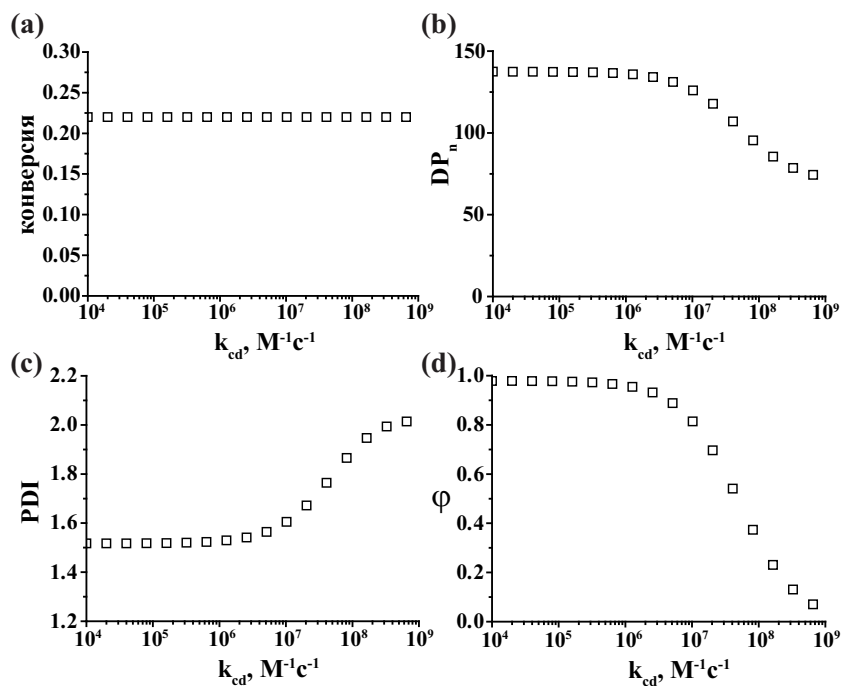 (a)
0.30
0.25
0.20
0.15
0.10
0.05
0.00
конверсия
10⁴ 10⁵ 10⁶ 10⁷ 10⁸ 10⁹
k_cd, M⁻¹c⁻¹
(b)
150
100
50
0
DP_n
10⁴ 10⁵ 10⁶ 10⁷ 10⁸ 10⁹
k_cd, M⁻¹c⁻¹
(c)
2.2
2.0
1.8
1.6
1.4
1.2
PDI
10⁴ 10⁵ 10⁶ 10⁷ 10⁸ 10⁹
k_cd, M⁻¹c⁻¹
(d)
1.0
0.8
0.6
0.4
0.2
0.0
φ
10⁴ 10⁵ 10⁶ 10⁷ 10⁸ 10⁹
k_cd, M⁻¹c⁻¹